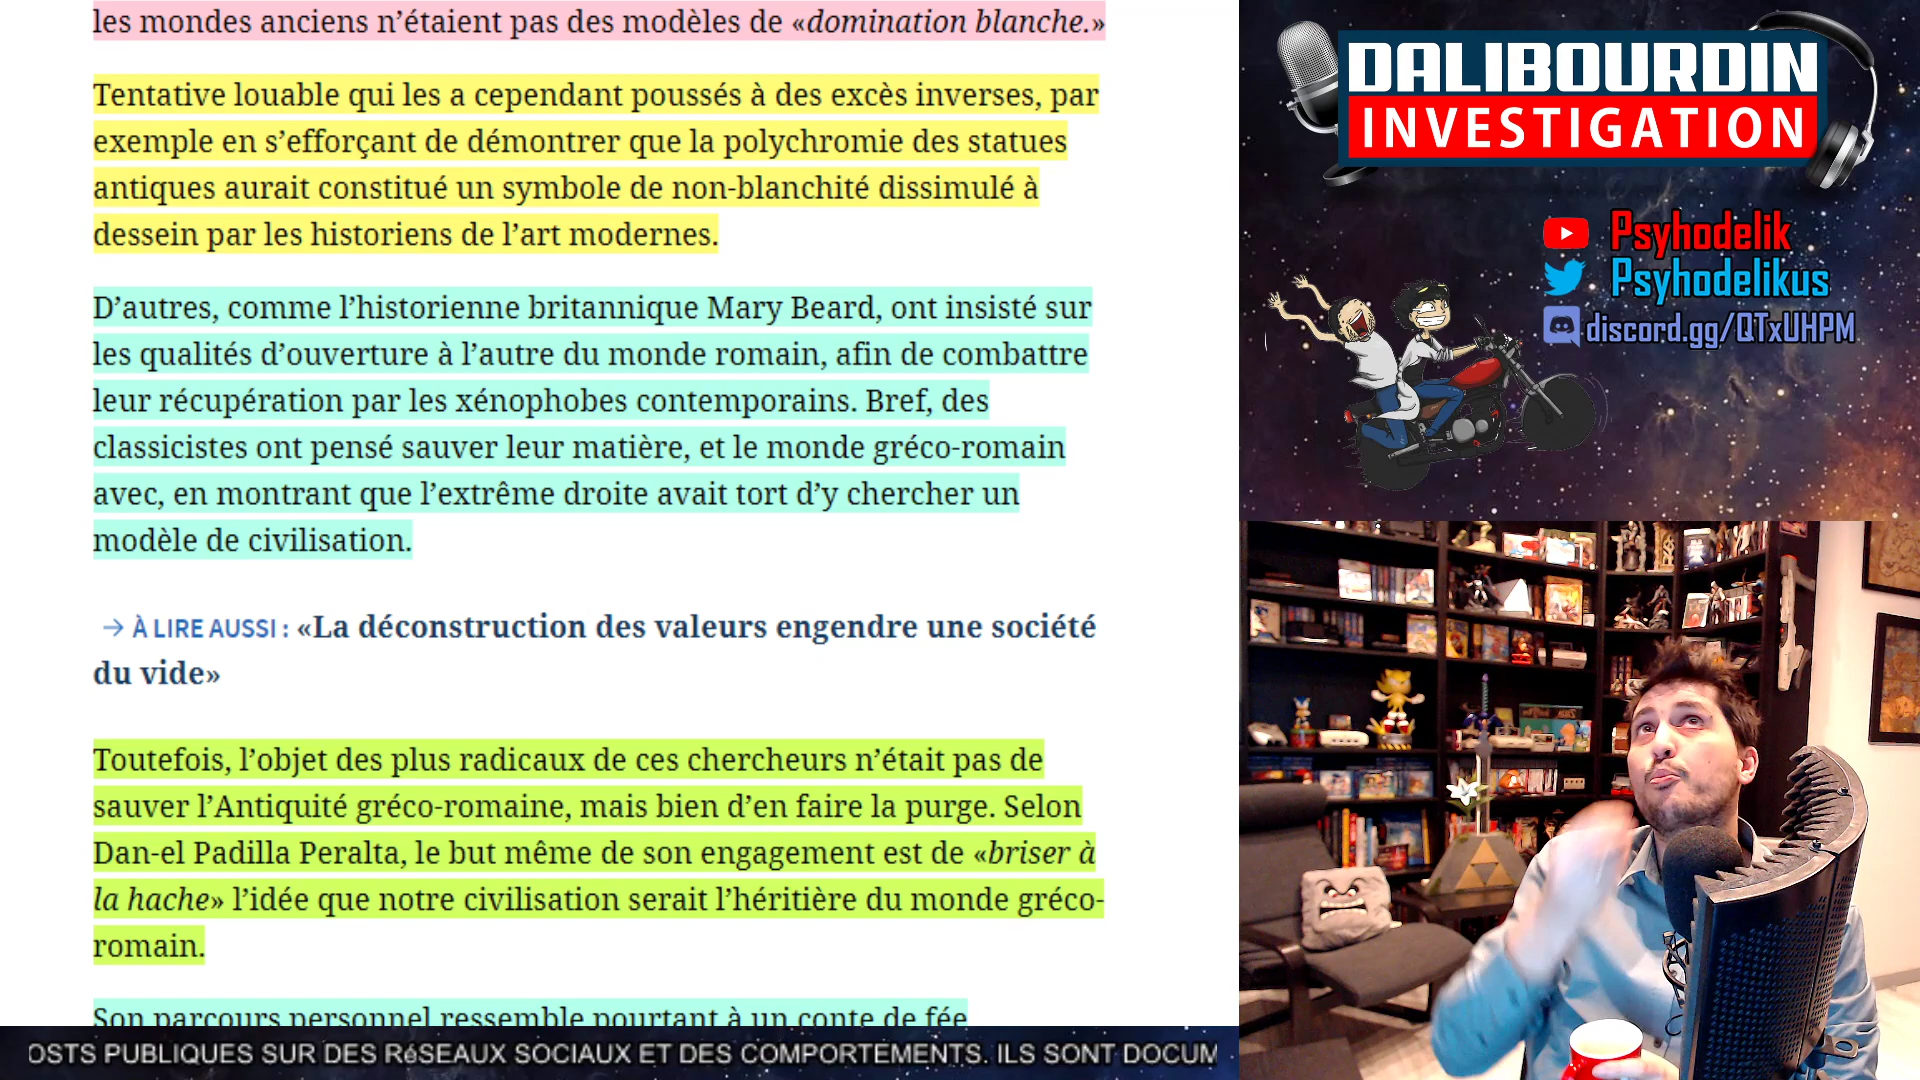 les mondes anciens n’étaient pas des modèles de «domination blanche.»
Tentative louable qui les a cependant poussés à des excès inverses, par
exemple en s’efforçant de démontrer que la polychromie des statues
antiques aurait constitué un symbole de non-blanchité dissimulé à
dessein par les historiens de l’art modernes.
D’autres, comme l’historienne britannique Mary Beard, ont insisté sur
les qualités d’ouverture à l’autre du monde romain, afin de combattre
leur récupération par les xénophobes contemporains. Bref, des
classicistes ont pensé sauver leur matière, et le monde gréco-romain
avec, en montrant que l’extrême droite avait tort d’y chercher un
modèle de civilisation.
→ À LIRE AUSSI : «La déconstruction des valeurs engendre une société
du vide»
Toutefois, l’objet des plus radicaux de ces chercheurs n’était pas de
sauver l’Antiquité gréco-romaine, mais bien d’en faire la purge. Selon
Dan-el Padilla Peralta, le but même de son engagement est de «briser à
la hache» l’idée que notre civilisation serait l’héritière du monde gréco-
romain.
Son parcours personnel ressemble pourtant à un conte de fée
OSTS PUBLIQUES SUR DES RéSEAUX SOCIAUX ET DES COMPORTEMENTS. ILS SONT DOCUM
DALIBOURDIN
INVESTIGATION
Psyhodelik
Psyhodelikus
discord.gg/QTxUHPM